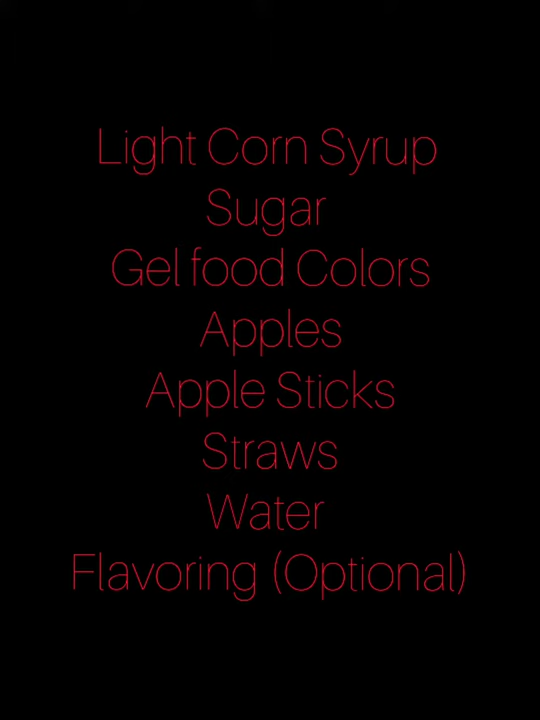 Light Corn Syrup
Sugar
Gel food Colors
Apples
Apple Sticks
Straws
Water
Flavoring (Optional)